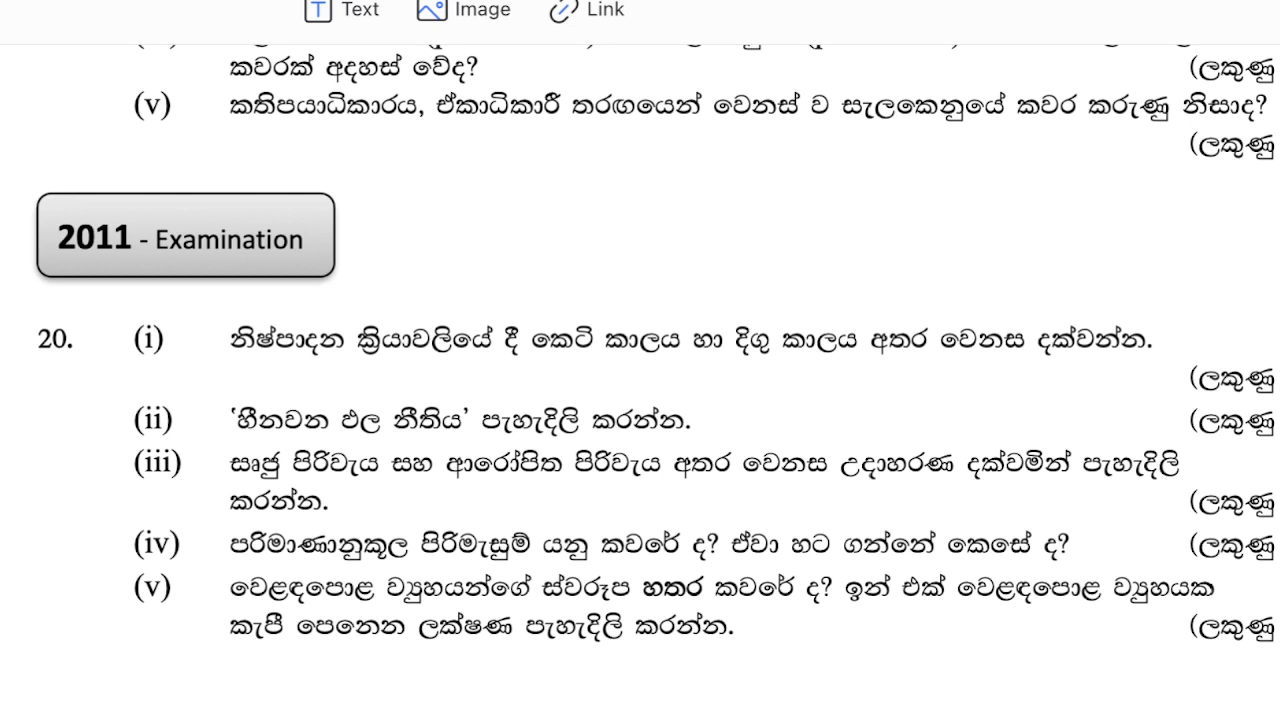 Text Image Link
කවරක් අදහස් වේද? (ලකුණු
(v) කතිපයාධිකාරය, ඒකාධිකාරී තරඟයෙන් වෙනස් ව සැලකෙනුයේ කවර කරුණු නිසාද?
(ලකුණු
2011 - Examination
20. (i) නිෂ්පාදන ක්‍රියාවලියේ දී කෙටි කාලය හා දිගු කාලය අතර වෙනස දක්වන්න.
(ලකුණු
(ii) 'හීනවන ඵල නීතිය' පැහැදිලි කරන්න. (ලකුණු
(iii) සෘජු පිරිවැය සහ ආරෝපිත පිරිවැය අතර වෙනස උදාහරණ දක්වමින් පැහැදිලි
කරන්න. (ලකුණු
(iv) පරිමාණානුකූල පිරිමැසුම් යනු කවරේ ද? ඒවා හට ගන්නේ කෙසේ ද? (ලකුණු
(v) වෙළඳපොළ ව්‍යුහයන්ගේ ස්වරූප හතර කවරේ ද? ඉන් එක් වෙළඳපොළ ව්‍යුහයක
කැපී පෙනෙන ලක්ෂණ පැහැදිලි කරන්න. (ලකුණු